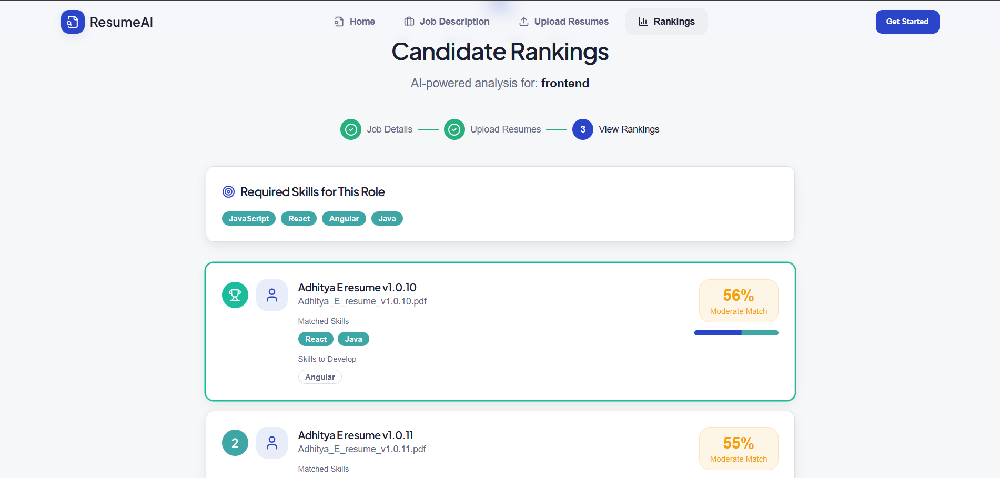 ResumeAI
Home
Job Description
Upload Resumes
Rankings
Get Started
Candidate Rankings
AI-powered analysis for: frontend
Job Details
Upload Resumes
3
View Rankings
Required Skills for This Role
JavaScript
React
Angular
Java
Adhitya E resume v1.0.10
Adhitya_E_resume_v1.0.10.pdf
56%
Moderate Match
Matched Skills
React
Java
Skills to Develop
Angular
2
Adhitya E resume v1.0.11
Adhitya_E_resume_v1.0.11.pdf
55%
Moderate Match
Matched Skills